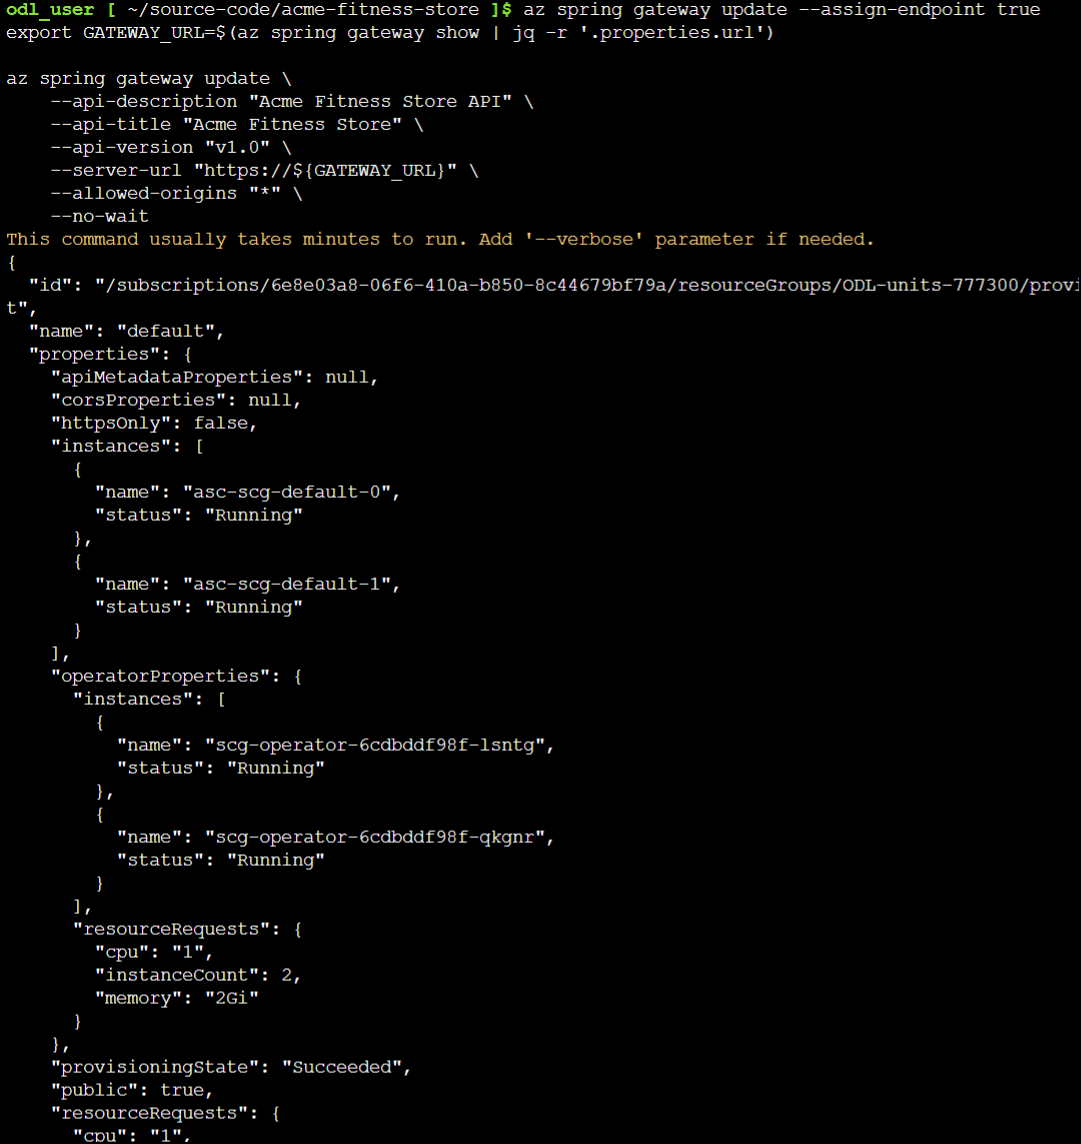 odl_user [ ~/source-code/acme-fitness-store ]$ az spring gateway update --assign-endpoint true
export GATEWAY_URL=$(az spring gateway show | jq -r '.properties.url')

az spring gateway update \
    --api-description "Acme Fitness Store API" \
    --api-title "Acme Fitness Store" \
    --api-version "v1.0" \
    --server-url "https://${GATEWAY_URL}" \
    --allowed-origins "*" \
    --no-wait
This command usually takes minutes to run. Add '--verbose' parameter if needed.
{
  "id": "/subscriptions/6e8e03a8-06f6-410a-b850-8c44679bf79a/resourceGroups/ODL-units-777300/provi
t",
  "name": "default",
  "properties": {
    "apiMetadataProperties": null,
    "corsProperties": null,
    "httpsOnly": false,
    "instances": [
      {
        "name": "asc-scg-default-0",
        "status": "Running"
      },
      {
        "name": "asc-scg-default-1",
        "status": "Running"
      }
    ],
    "operatorProperties": {
      "instances": [
        {
          "name": "scg-operator-6cdbddf98f-lsntg",
          "status": "Running"
        },
        {
          "name": "scg-operator-6cdbddf98f-qkgnr",
          "status": "Running"
        }
      ],
      "resourceRequests": {
        "cpu": "1",
        "instanceCount": 2,
        "memory": "2Gi"
      }
    },
    "provisioningState": "Succeeded",
    "public": true,
    "resourceRequests": {
      "cpu": "1",